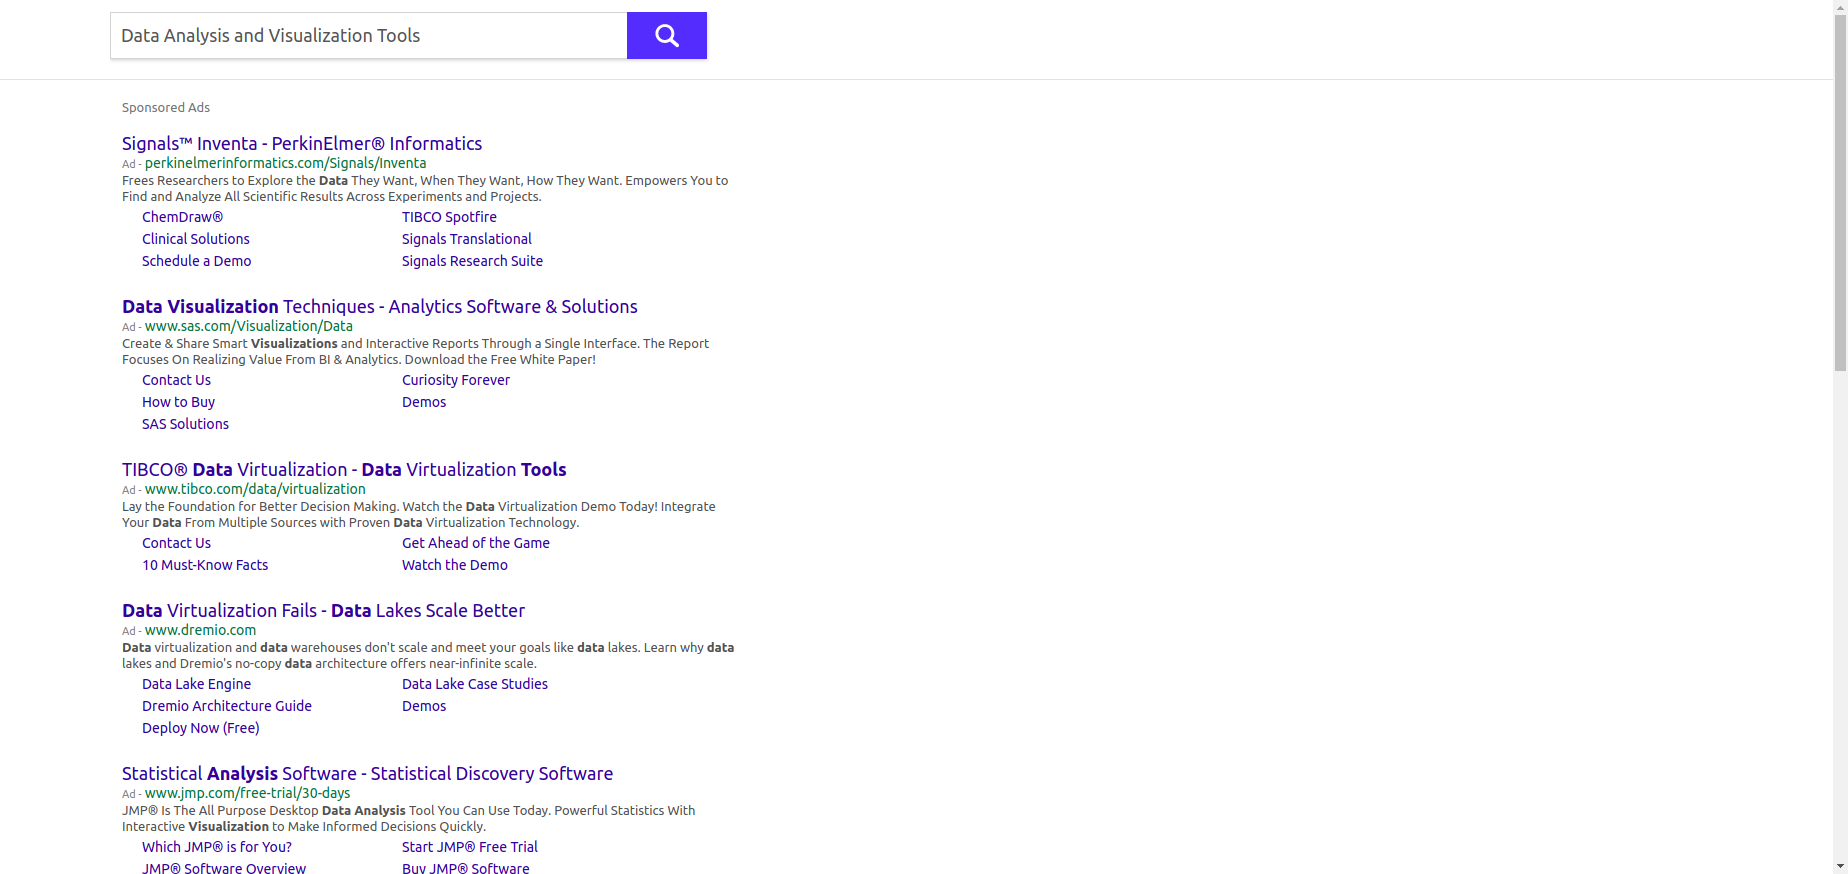 Data Analysis and Visualization Tools
Sponsored Ads
Signals™ Inventa - PerkinElmer® Informatics
Ad - perkinelmerinformatics.com/Signals/Inventa
Frees Researchers to Explore the Data They Want, When They Want, How They Want. Empowers You to
Find and Analyze All Scientific Results Across Experiments and Projects.
ChemDraw® TIBCO Spotfire
Clinical Solutions Signals Translational
Schedule a Demo Signals Research Suite
Data Visualization Techniques - Analytics Software & Solutions
Ad - www.sas.com/Visualization/Data
Create & Share Smart Visualizations and Interactive Reports Through a Single Interface. The Report
Focuses On Realizing Value From BI & Analytics. Download the Free White Paper!
Contact Us Curiosity Forever
How to Buy Demos
SAS Solutions
TIBCO® Data Virtualization - Data Virtualization Tools
Ad - www.tibco.com/data/virtualization
Lay the Foundation for Better Decision Making. Watch the Data Virtualization Demo Today! Integrate
Your Data From Multiple Sources with Proven Data Virtualization Technology.
Contact Us Get Ahead of the Game
10 Must-Know Facts Watch the Demo
Data Virtualization Fails - Data Lakes Scale Better
Ad - www.dremio.com
Data virtualization and data warehouses don't scale and meet your goals like data lakes. Learn why data
lakes and Dremio's no-copy data architecture offers near-infinite scale.
Data Lake Engine Data Lake Case Studies
Dremio Architecture Guide Demos
Deploy Now (Free)
Statistical Analysis Software - Statistical Discovery Software
Ad - www.jmp.com/free-trial/30-days
JMP® Is The All Purpose Desktop Data Analysis Tool You Can Use Today. Powerful Statistics With
Interactive Visualization to Make Informed Decisions Quickly.
Which JMP® is for You? Start JMP® Free Trial
JMP® Software Overview Buy JMP® Software